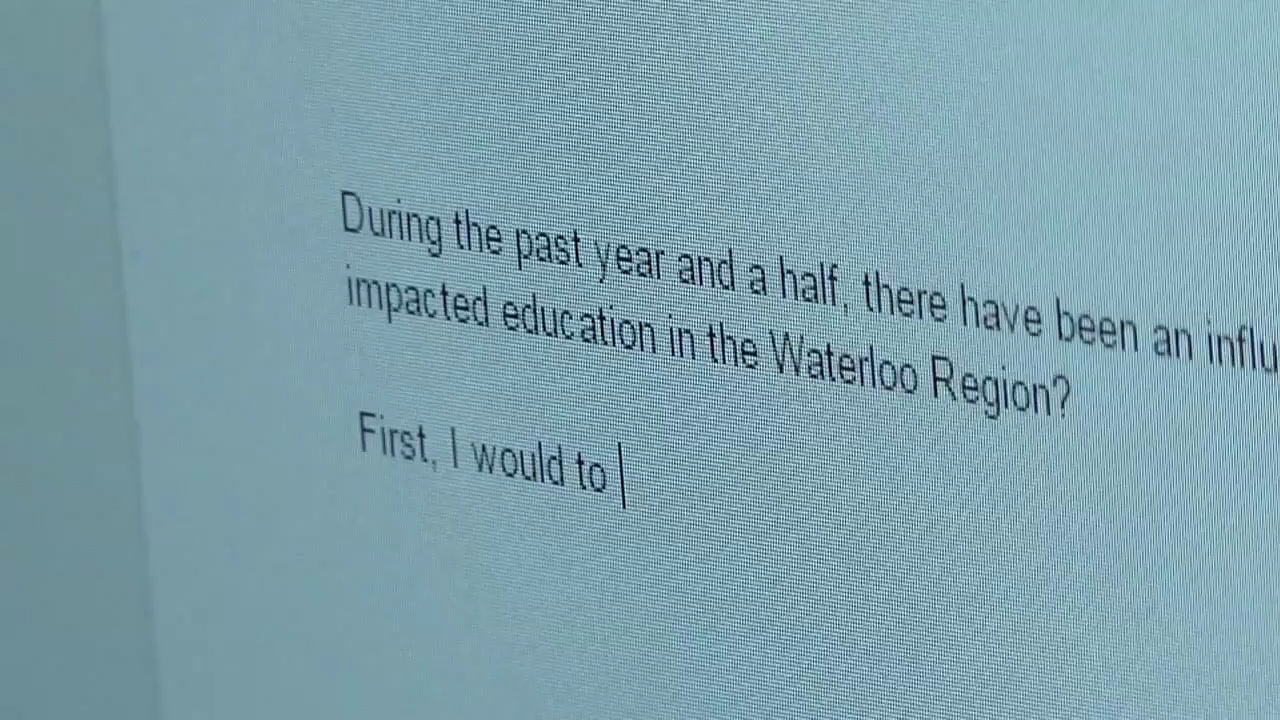 During the past year and a half, there have been an influ
impacted education in the Waterloo Region?
First, I would to